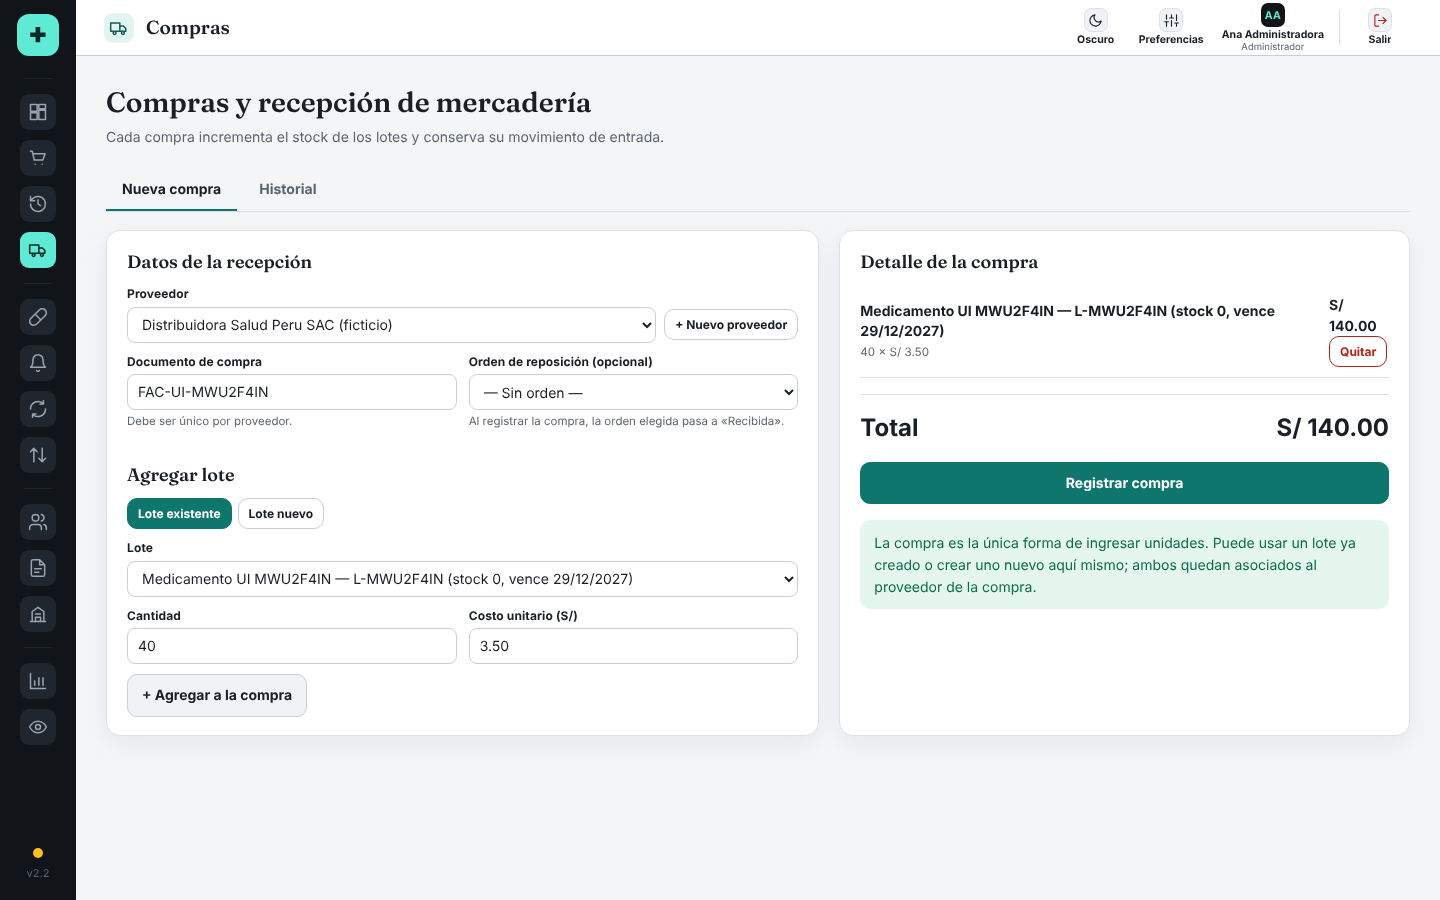 Compras
Oscuro
Preferencias
AA
Ana Administradora
Administrador
Salir
Compras y recepción de mercadería
Cada compra incrementa el stock de los lotes y conserva su movimiento de entrada.
Nueva compra
Historial
Datos de la recepción
Proveedor
Distribuidora Salud Peru SAC (ficticio)
+ Nuevo proveedor
Documento de compra
Orden de reposición (opcional)
FAC-UI-MWU2F4IN
— Sin orden —
Debe ser único por proveedor.
Al registrar la compra, la orden elegida pasa a «Recibida».
Agregar lote
Lote existente
Lote nuevo
Lote
Medicamento UI MWU2F4IN — L-MWU2F4IN (stock 0, vence 29/12/2027)
Cantidad
Costo unitario (S/)
40
3.50
+ Agregar a la compra
Detalle de la compra
Medicamento UI MWU2F4IN — L-MWU2F4IN (stock 0, vence
29/12/2027)
40 × S/ 3.50
S/
140.00
Quitar
Total
S/ 140.00
Registrar compra
La compra es la única forma de ingresar unidades. Puede usar un lote ya
creado o crear uno nuevo aquí mismo; ambos quedan asociados al
proveedor de la compra.
v2.2